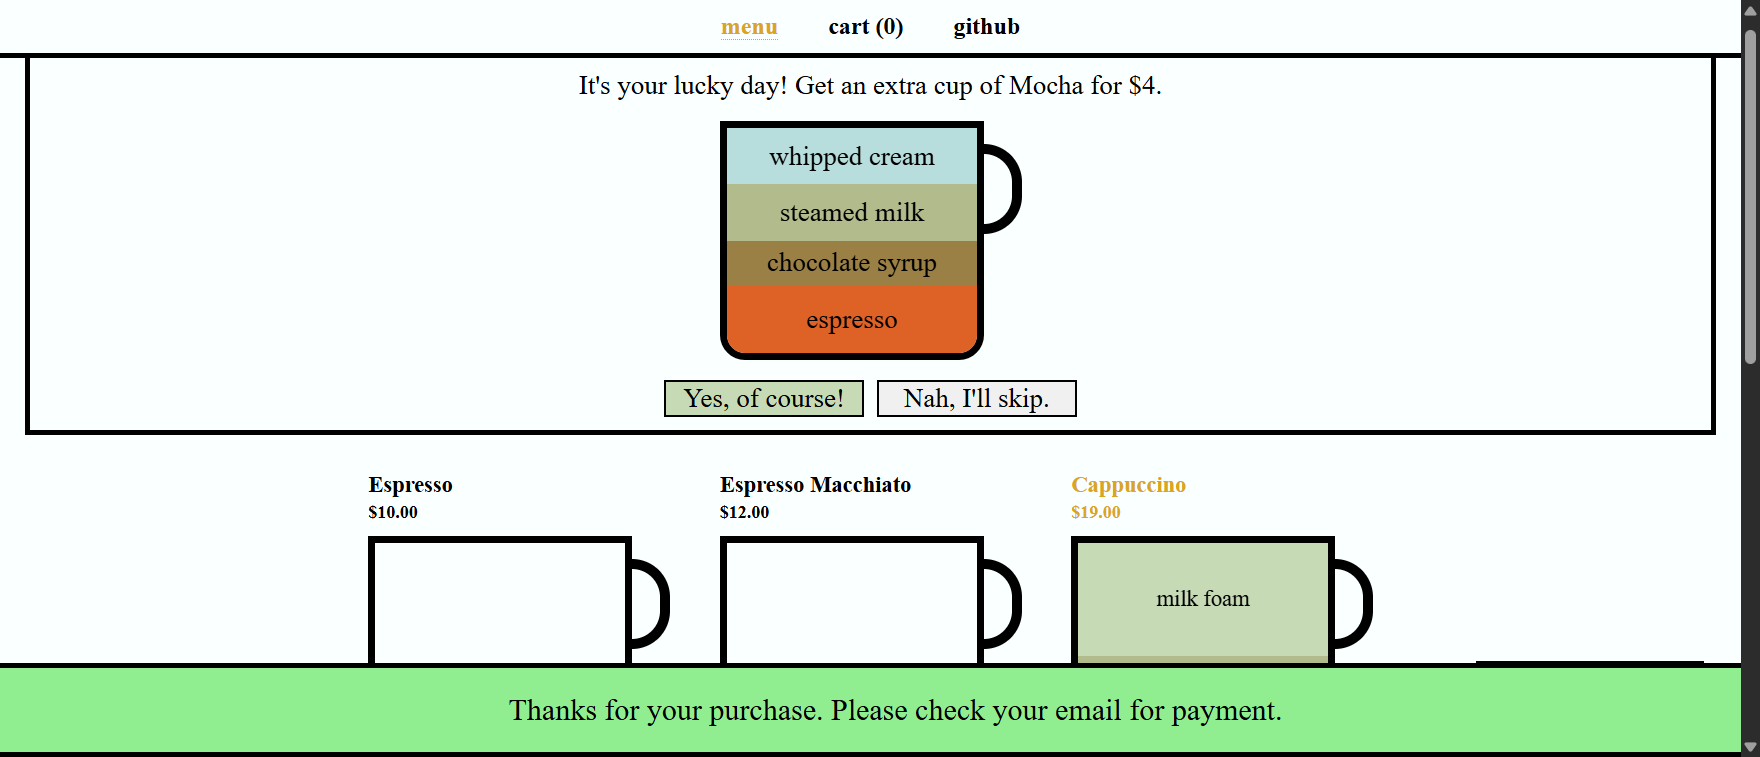 menu cart (0) github
It's your lucky day! Get an extra cup of Mocha for $4.
whipped cream
steamed milk
chocolate syrup
espresso
Yes, of course! Nah, I'll skip.
Espresso
$10.00
Espresso Macchiato
$12.00
Cappuccino
$19.00
milk foam
Thanks for your purchase. Please check your email for payment.